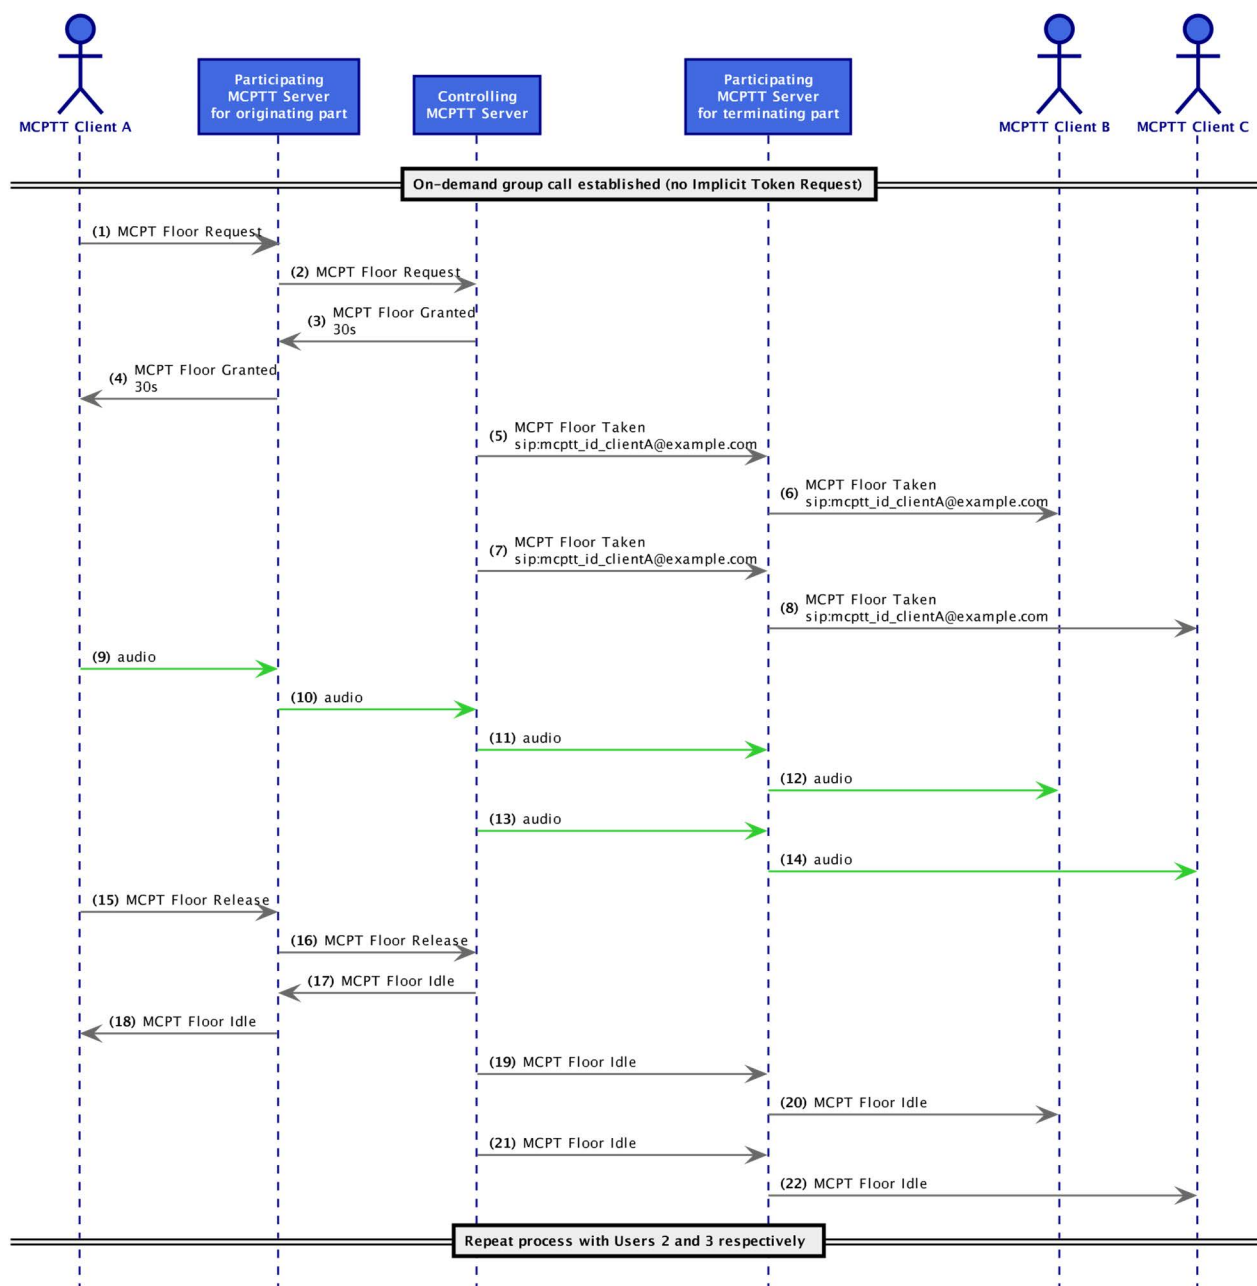 Participating
MCPTT Server
for originating part
Controlling
MCPTT Server
Participating
MCPTT Server
for terminating part
MCPTT Client A
MCPTT Client B
MCPTT Client C
On-demand group call established (no Implicit Token Request)
(1) MCPT Floor Request
(2) MCPT Floor Request
(3) MCPT Floor Granted
30s
(4) MCPT Floor Granted
30s
(5) MCPT Floor Taken
sip:mcptt_id_clientA@example.com
(6) MCPT Floor Taken
sip:mcptt_id_clientA@example.com
(7) MCPT Floor Taken
sip:mcptt_id_clientA@example.com
(8) MCPT Floor Taken
sip:mcptt_id_clientA@example.com
(9) audio
(10) audio
(11) audio
(12) audio
(13) audio
(14) audio
(15) MCPT Floor Release
(16) MCPT Floor Release
(17) MCPT Floor Idle
(18) MCPT Floor Idle
(19) MCPT Floor Idle
(20) MCPT Floor Idle
(21) MCPT Floor Idle
(22) MCPT Floor Idle
Repeat process with Users 2 and 3 respectively